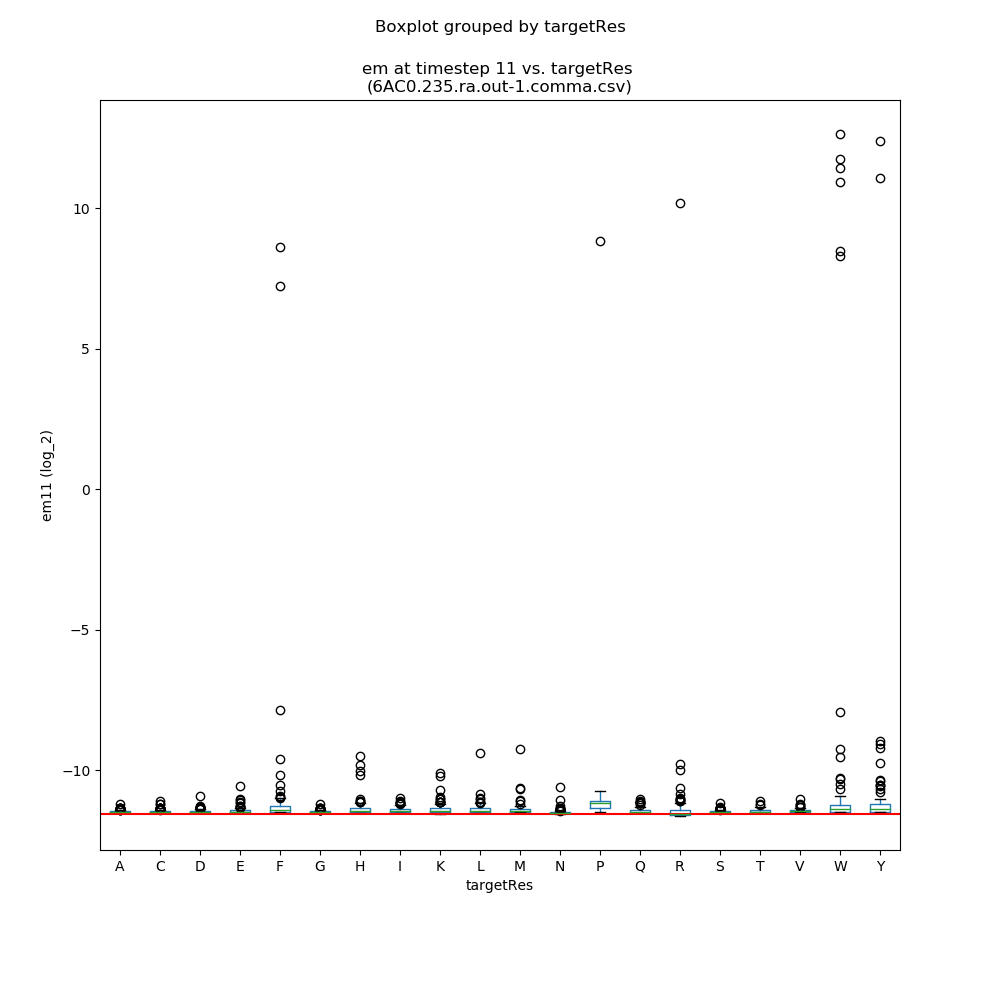 Boxplot grouped by targetRes
em at timestep 11 vs. targetRes
(6AC0.235.ra.out-1.comma.csv)
10
5
0
−5
−10
em11 (log_2)
A C D E F G H I K L M N P Q R S T V W Y
targetRes